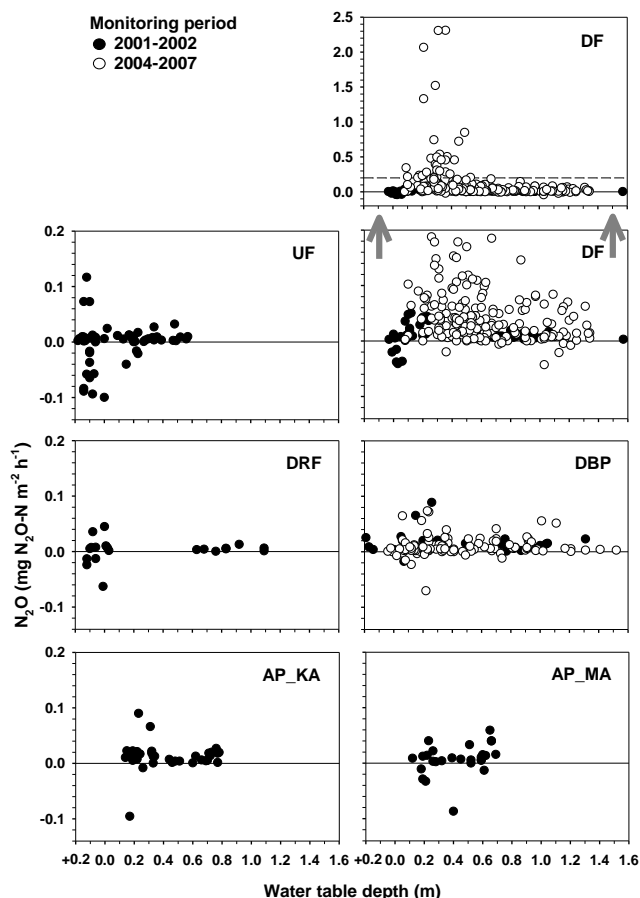 Monitoring period
2001-2002
2004-2007
DF
2.5
2.0
1.5
1.0
0.5
0.0
UF
DF
0.2
0.1
0.0
-0.1
DRF
DBP
0.2
0.1
0.0
-0.1
AP_KA
AP_MA
0.2
0.1
0.0
-0.1
N₂O (mg N₂O-N m⁻² h⁻¹)
+0.2 0.0 0.2 0.4 0.6 0.8 1.0 1.2 1.4 1.6
+0.2 0.0 0.2 0.4 0.6 0.8 1.0 1.2 1.4 1.6
Water table depth (m)